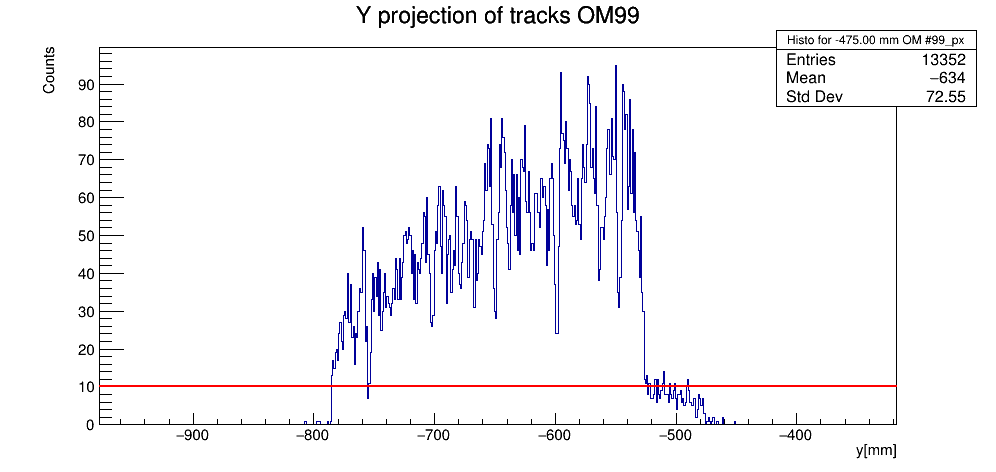 Y projection of tracks OM99
Histo for -475.00 mm OM #99_px
Entries 13352
Mean −634
Std Dev 72.55
Counts
90
80
70
60
50
40
30
20
10
0
−900 −800 −700 −600 −500 −400
y[mm]